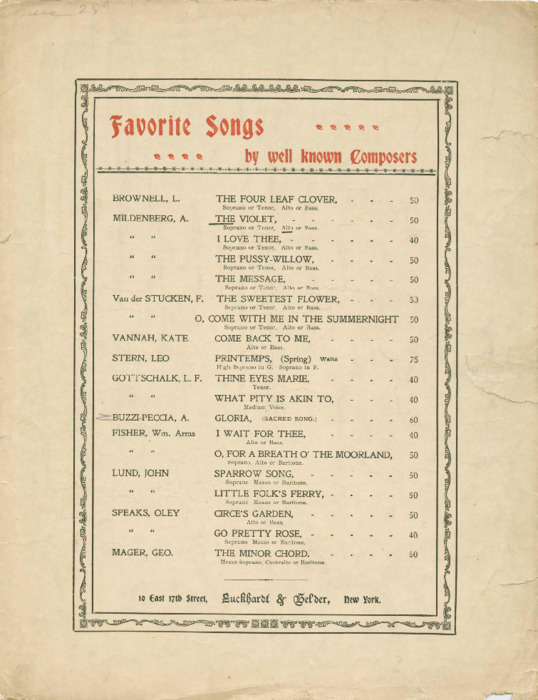 25¢
Favorite Songs
by well known Composers
BROWNELL, L. THE FOUR LEAF CLOVER, - - - 50
Soprano or Tenor, Alto or Bass.
MILDENBERG, A. THE VIOLET, - - - - - - 50
Soprano or Tenor, Alto or Bass.
" " I LOVE THEE, - - - - - - 40
Soprano or Tenor, Alto or Bass.
" " THE PUSSY-WILLOW, - - - - 50
Soprano or Tenor, Alto or Bass.
" " THE MESSAGE, - - - - - 50
Soprano or Tenor, Alto or Bass.
Van der STUCKEN, F. THE SWEETEST FLOWER, - - - 50
Soprano or Tenor, Alto or Bass.
" " O, COME WITH ME IN THE SUMMERNIGHT 50
Soprano or Tenor, Alto or Bass.
VANNAH, KATE COME BACK TO ME, - - - - 50
Alto or Bass.
STERN, LEO PRINTEMPS, (Spring) Waltz - - - 75
High Soprano in G. Soprano in F.
GOTTSCHALK, L. F. THINE EYES MARIE, - - - - 40
Tenor.
" " WHAT PITY IS AKIN TO, - - - 40
Medium Voice.
BUZZI-PECCIA, A. GLORIA, (SACRED SONG.) - - - - 60
FISHER, Wm. Arms I WAIT FOR THEE, - - - - 40
Alto or Bass.
" " O, FOR A BREATH O' THE MOORLAND, 50
Soprano, Alto or Baritone.
LUND, JOHN SPARROW SONG, - - - - - 50
Soprano Mezzo or Baritone.
" " LITTLE FOLK'S FERRY, - - - - 50
Soprano Mezzo or Baritone.
SPEAKS, OLEY CIRCE'S GARDEN, - - - - - 50
Alto or Bass.
" " GO PRETTY ROSE, - - - - - 40
Soprano Mezzo or Baritone.
MAGER, GEO. THE MINOR CHORD, - - - - 50
Mezzo Soprano, Contralto or Baritone.
10 East 17th Street, Luckhardt & Belder, New York.